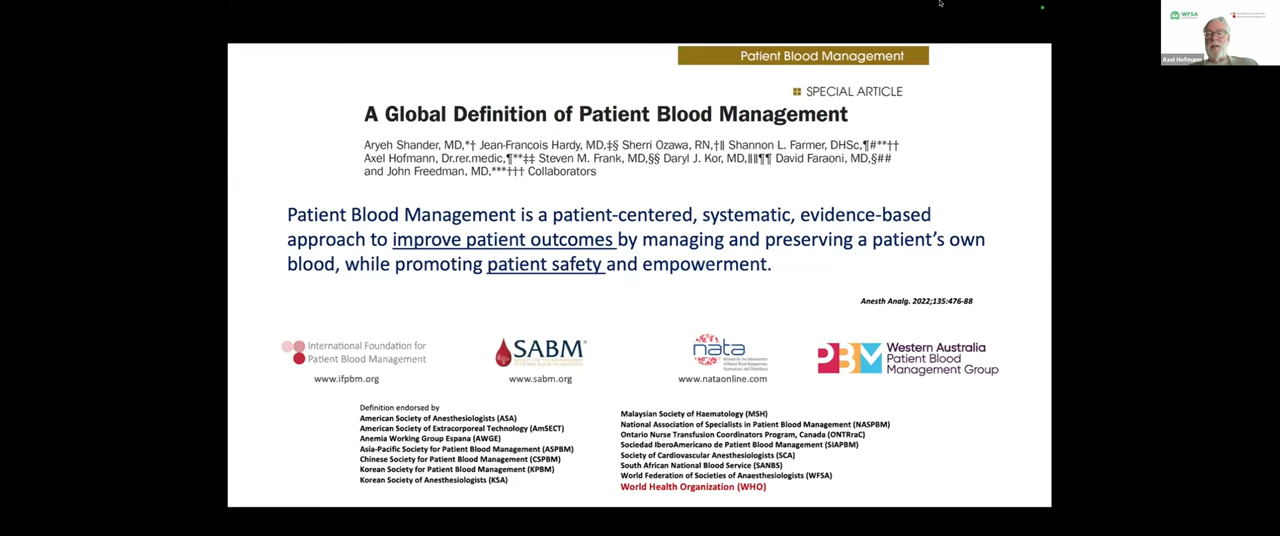 Patient Blood Management
SPECIAL ARTICLE
A Global Definition of Patient Blood Management
Aryeh Shander, MD,*† Jean-Francois Hardy, MD,‡§ Sherri Ozawa, RN,†‖ Shannon L. Farmer, DHSc,¶#**††
Axel Hofmann, Dr.rer.medic,¶**‡‡ Steven M. Frank, MD,§§ Daryl J. Kor, MD,‖‖¶¶ David Faraoni, MD,§##
and John Freedman, MD,***††† Collaborators
Patient Blood Management is a patient-centered, systematic, evidence-based
approach to improve patient outcomes by managing and preserving a patient's own
blood, while promoting patient safety and empowerment.
Anesth Analg. 2022;135:476-88
International Foundation for
Patient Blood Management
www.ifpbm.org
SABM
www.sabm.org
nata
www.nataonline.com
PBM
Western Australia
Patient Blood
Management Group
Definition endorsed by
American Society of Anesthesiologists (ASA)
American Society of Extracorporeal Technology (AmSECT)
Anemia Working Group Espana (AWGE)
Asia-Pacific Society for Patient Blood Management (ASPBM)
Chinese Society for Patient Blood Management (CSPBM)
Korean Society for Patient Blood Management (KPBM)
Korean Society of Anesthesiologists (KSA)
Malaysian Society of Haematology (MSH)
National Association of Specialists in Patient Blood Management (NASPBM)
Ontario Nurse Transfusion Coordinators Program, Canada (ONTRaC)
Sociedad IberoAmericano de Patient Blood Management (SIAPBM)
Society of Cardiovascular Anesthesiologists (SCA)
South African National Blood Service (SANBS)
World Federation of Societies of Anaesthesiologists (WFSA)
World Health Organization (WHO)
WFSA
Axel Hofmann